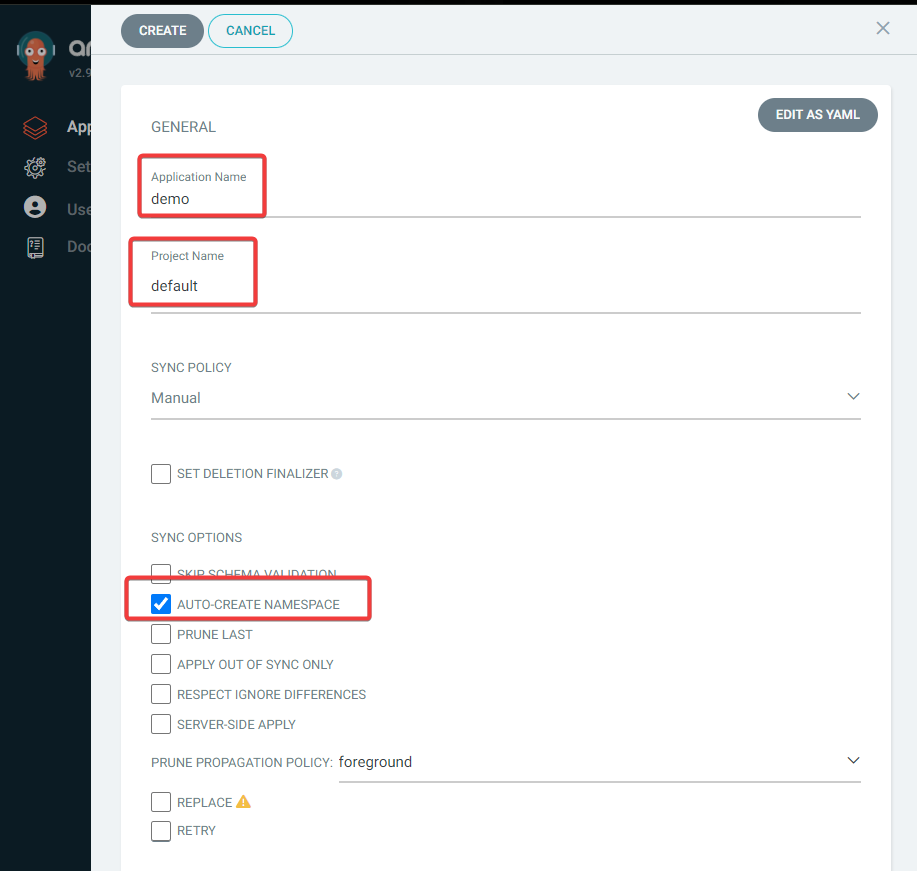 CREATE
CANCEL
v2.9
App
Set
Use
Doc
GENERAL
EDIT AS YAML
Application Name
demo
Project Name
default
SYNC POLICY
Manual
SET DELETION FINALIZER
SYNC OPTIONS
SKIP SCHEMA VALIDATION
AUTO-CREATE NAMESPACE
PRUNE LAST
APPLY OUT OF SYNC ONLY
RESPECT IGNORE DIFFERENCES
SERVER-SIDE APPLY
PRUNE PROPAGATION POLICY: foreground
REPLACE
RETRY